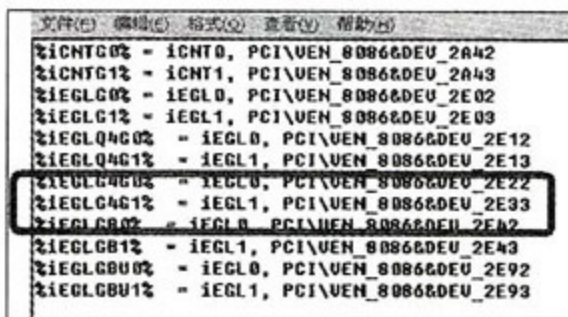 文件(F) 编辑(E) 格式(O) 查看(V) 帮助(H)
%iCNTG0% = iCNT0, PCI\VEN_8086&DEV_2A42
%iCNTG1% = iCNT1, PCI\VEN_8086&DEV_2A43
%iEGLG0% = iEGL0, PCI\VEN_8086&DEV_2E02
%iEGLG1% = iEGL1, PCI\VEN_8086&DEV_2E03
%iEGLQ4G0% = iEGL0, PCI\VEN_8086&DEV_2E12
%iEGLQ4G1% = iEGL1, PCI\VEN_8086&DEV_2E13
%iEGLG4G0% = iEGL0, PCI\VEN_8086&DEV_2E22
%iEGLG4G1% = iEGL1, PCI\VEN_8086&DEV_2E33
%iEGLGB0% = iEGL0, PCI\VEN_8086&DEV_2E42
%iEGLGB1% = iEGL1, PCI\VEN_8086&DEV_2E43
%iEGLGBU0% = iEGL0, PCI\VEN_8086&DEV_2E92
%iEGLGBU1% = iEGL1, PCI\VEN_8086&DEV_2E93